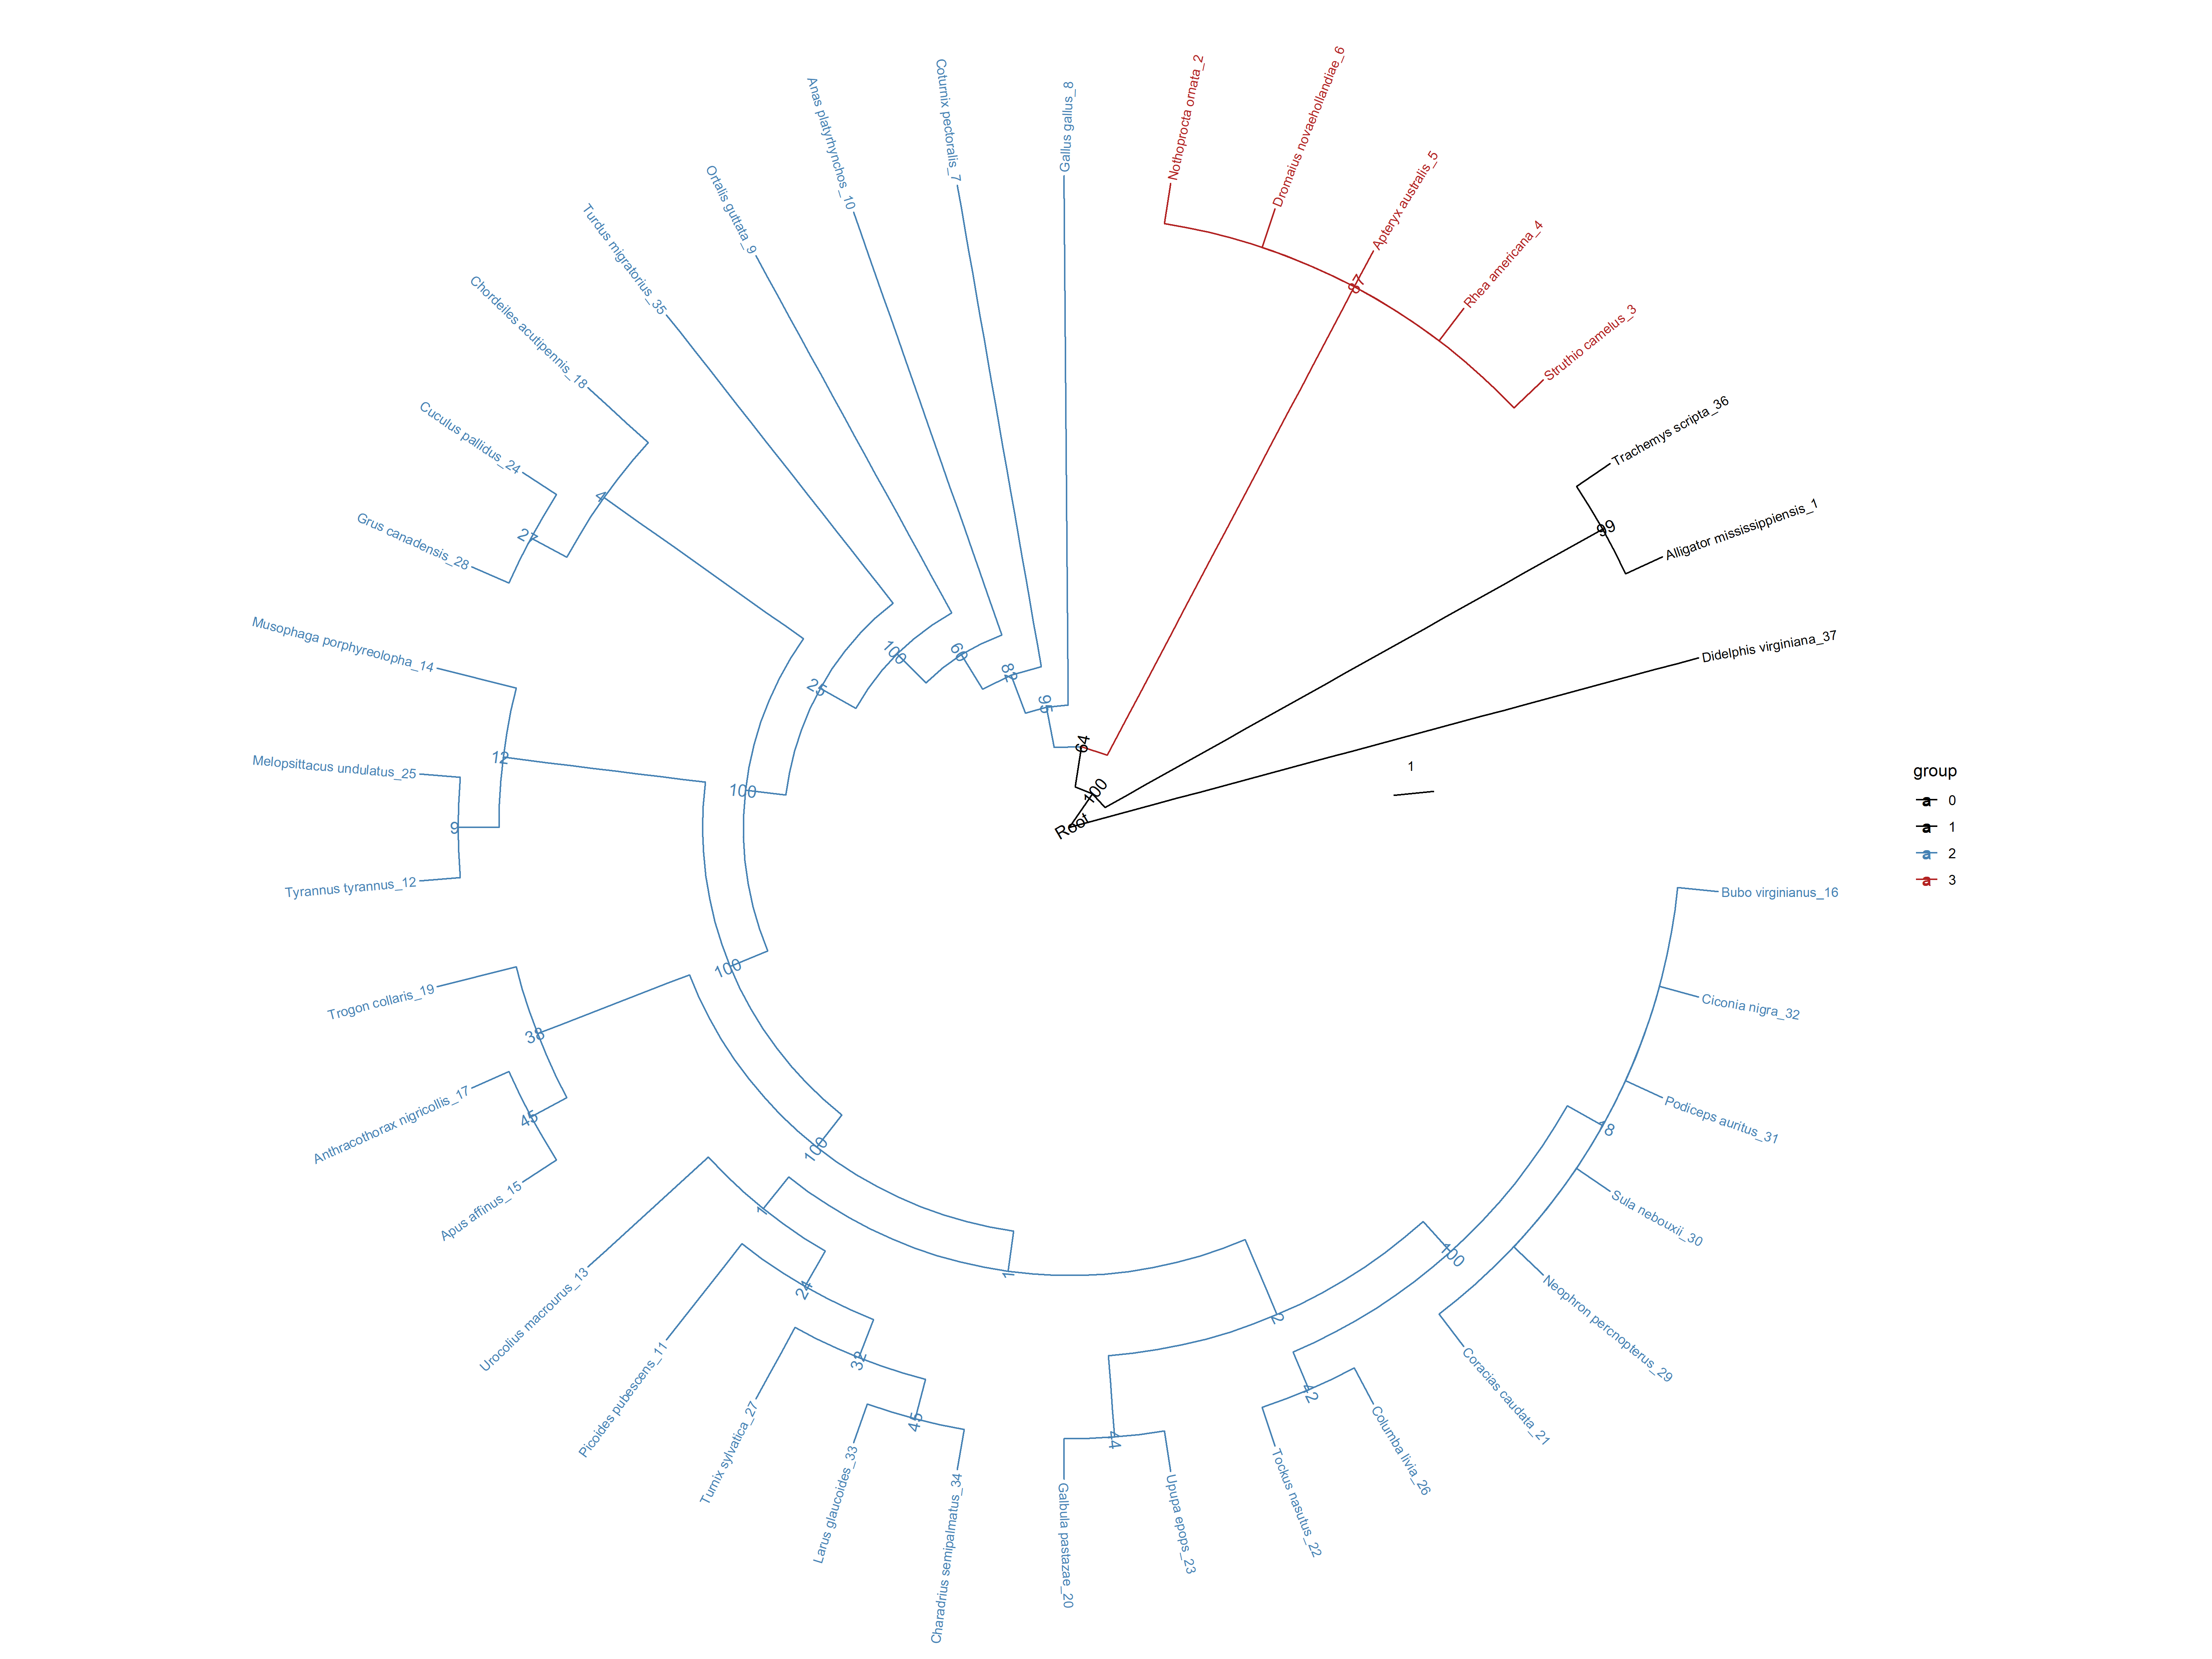 Nothoprocta ornata_2
Dromaius novaehollandiae_6
Apteryx australis_5
Rhea americana_4
Struthio camelus_3
Trachemys scripta_36
Alligator mississippiensis_1
Didelphis virginiana_37
Gallus gallus_8
Coturnix pectoralis_7
Anas platyrhynchos_10
Ortalis guttata_9
Turdus migratorius_35
Chordeiles acutipennis_18
Cuculus pallidus_24
Grus canadensis_28
Musophaga porphyreolopha_14
Melopsittacus undulatus_25
Tyrannus tyrannus_12
Trogon collaris_19
Anthracothorax nigricollis_17
Apus affinus_15
Urocolius macrourus_13
Picoides pubescens_11
Turnix sylvatica_27
Larus glaucoides_33
Charadrius semipalmatus_34
Galbula pastazae_20
Upupa epops_23
Tockus nasutus_22
Columba livia_26
Coracias caudata_21
Neophron percnopterus_29
Sula nebouxii_30
Podiceps auritus_31
Ciconia nigra_32
Bubo virginianus_16
87
99
64
100
Root
95
82
100
25
4
27
100
12
9
100
38
45
100
1
24
32
45
1
2
44
100
42
18
1
group
a 0
a 1
a 2
a 3